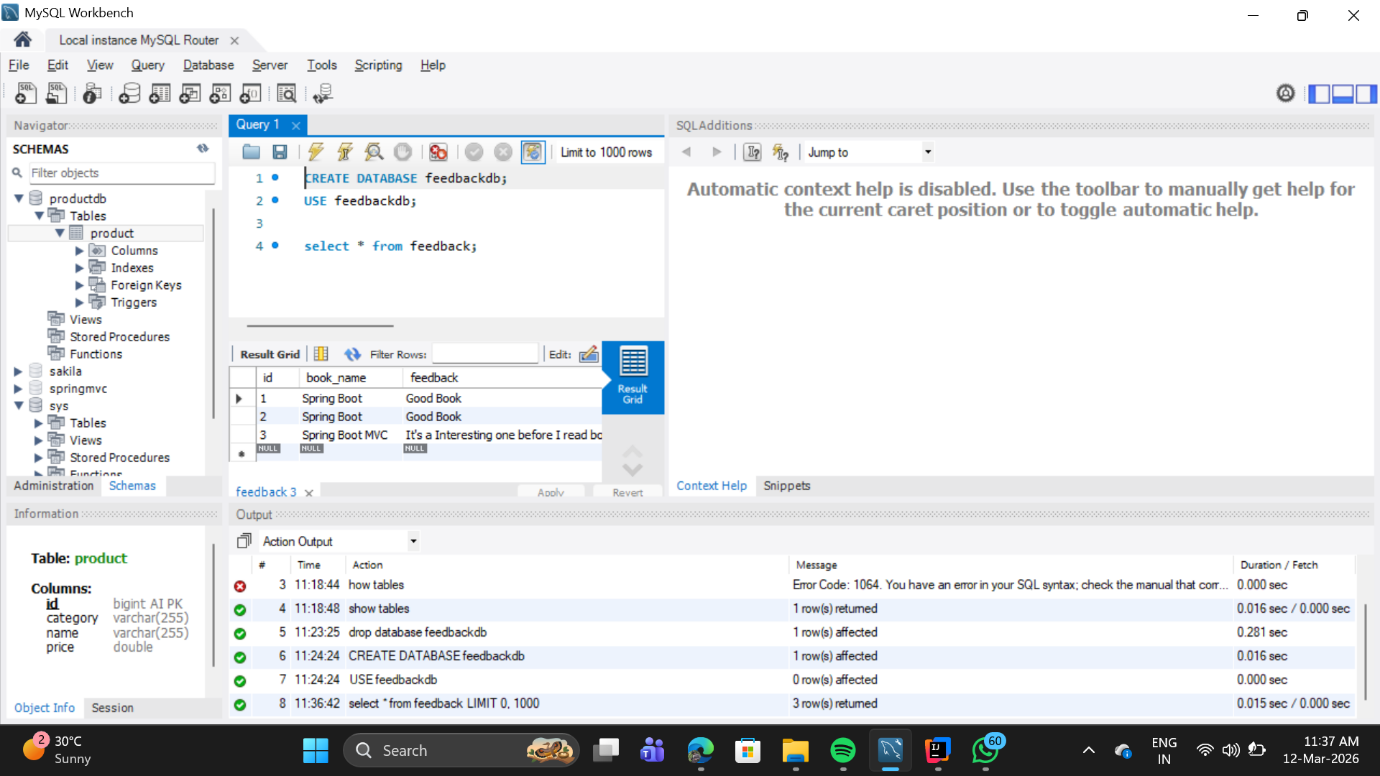 MySQL Workbench
Local instance MySQL Router
File Edit View Query Database Server Tools Scripting Help
Navigator
SCHEMAS
Filter objects
productdb
Tables
product
Columns
Indexes
Foreign Keys
Triggers
Views
Stored Procedures
Functions
sakila
springmvc
sys
Tables
Views
Stored Procedures
Functions
Administration Schemas
Query 1
Limit to 1000 rows
1 CREATE DATABASE feedbackdb;
2 USE feedbackdb;
3
4 select * from feedback;
Result Grid Filter Rows: Edit:
id book_name feedback
1 Spring Boot Good Book
2 Spring Boot Good Book
3 Spring Boot MVC It's a Interesting one before I read bo
NULL NULL NULL
Result
Grid
feedback 3 Apply Revert
SQLAdditions
Jump to
Automatic context help is disabled. Use the toolbar to manually get help for
the current caret position or to toggle automatic help.
Context Help Snippets
Information
Table: product
Columns:
id bigint AI PK
category varchar(255)
name varchar(255)
price double
Object Info Session
Output
Action Output
# Time Action Message Duration / Fetch
3 11:18:44 how tables Error Code: 1064. You have an error in your SQL syntax; check the manual that corr... 0.000 sec
4 11:18:48 show tables 1 row(s) returned 0.016 sec / 0.000 sec
5 11:23:25 drop database feedbackdb 1 row(s) affected 0.281 sec
6 11:24:24 CREATE DATABASE feedbackdb 1 row(s) affected 0.016 sec
7 11:24:24 USE feedbackdb 0 row(s) affected 0.000 sec
8 11:36:42 select * from feedback LIMIT 0, 1000 3 row(s) returned 0.015 sec / 0.000 sec
2
30°C
Sunny
Search
60
ENG
IN
11:37 AM
12-Mar-2026